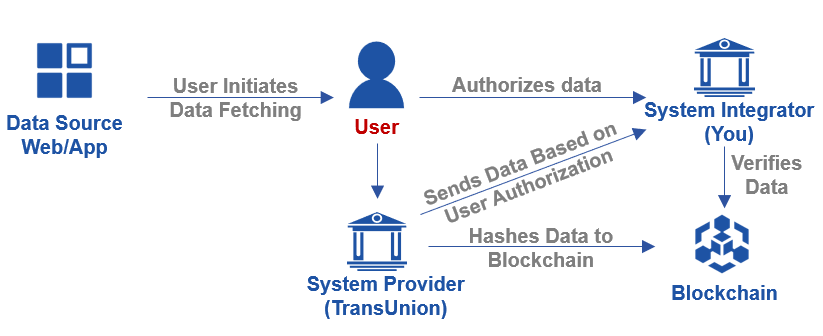 User Initiates
Data Fetching
Authorizes data
Data Source
Web/App
User
System Integrator
(You)
Sends Data Based on
User Authorization
Verifies
Data
Hashes Data to
Blockchain
System Provider
(TransUnion)
Blockchain